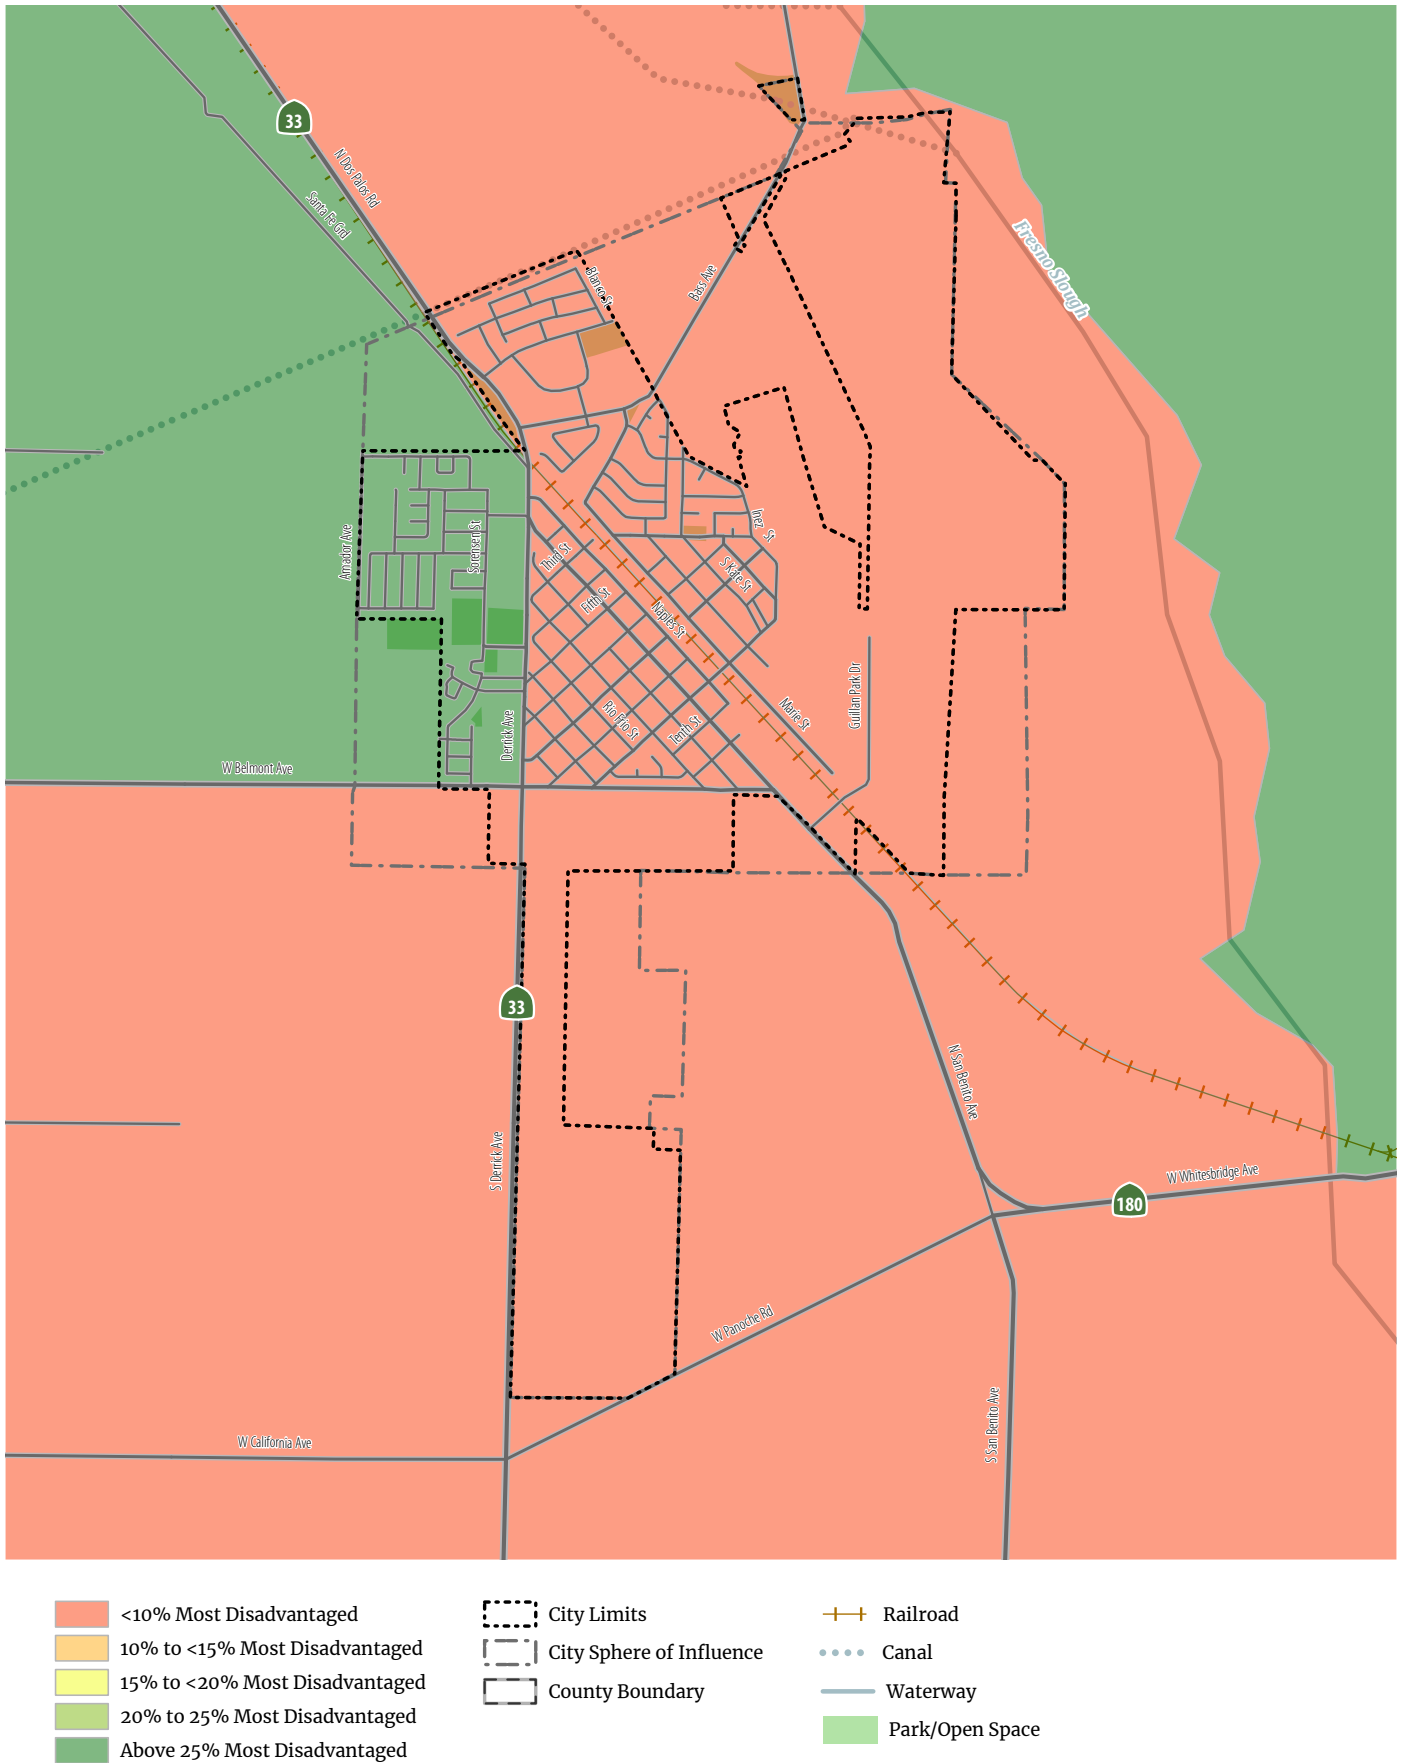 33
N Dos Palos Rd
Santa Fe Grd
Fresno Slough
Blanco St
Bass Ave
Amador Ave
Sorensen St
Inez St
Third St
S Kate St
Fifth St
Naples St
Guillan Park Dr
Marie St
Rio Frio St
Tenth St
Derrick Ave
W Belmont Ave
33
N San Benito Ave
S Derrick Ave
W Whitesbridge Ave
180
W Panoche Rd
S San Benito Ave
W California Ave
<10% Most Disadvantaged
10% to <15% Most Disadvantaged
15% to <20% Most Disadvantaged
20% to 25% Most Disadvantaged
Above 25% Most Disadvantaged
City Limits
City Sphere of Influence
County Boundary
Railroad
Canal
Waterway
Park/Open Space